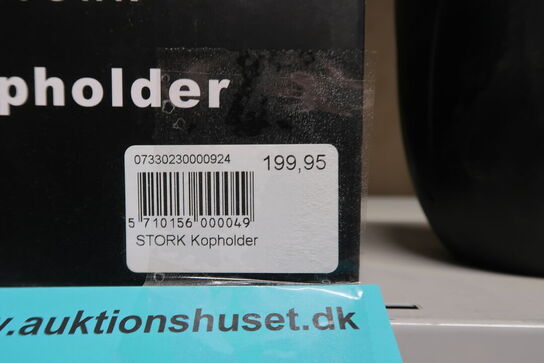 pholder
07330230000924 199,95
5 710156 000049
STORK Kopholder
.auktionshuset.dk